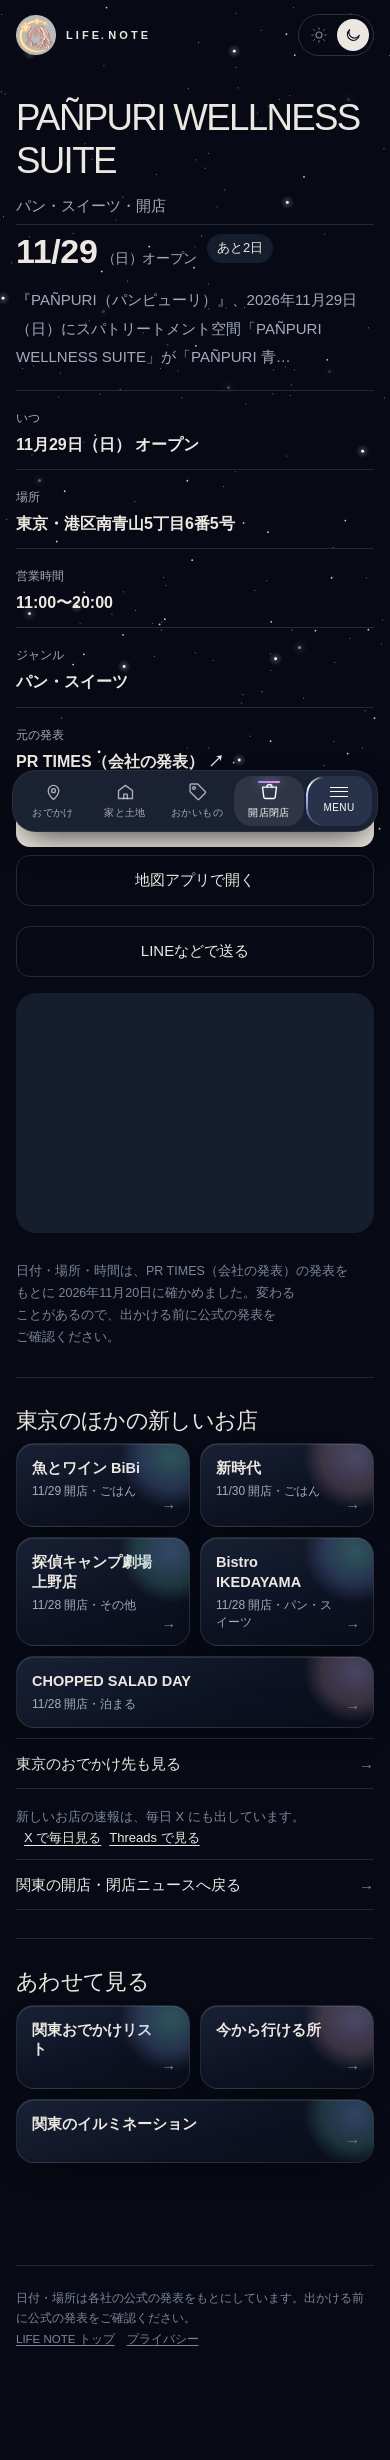 LIFE.NOTE
PAÑPURI WELLNESS
SUITE
パン・スイーツ・開店
11/29（日）オープン あと2日
『PAÑPURI（パンピューリ）』、2026年11月29日
（日）にスパトリートメント空間「PAÑPURI
WELLNESS SUITE」が「PAÑPURI 青…
いつ
11月29日（日） オープン
場所
東京・港区南青山5丁目6番5号
営業時間
11:00〜20:00
ジャンル
パン・スイーツ
元の発表
PR TIMES（会社の発表） ↗
おでかけ
家と土地
おかいもの
開店閉店
MENU
地図アプリで開く
LINEなどで送る
日付・場所・時間は、PR TIMES（会社の発表）の発表を
もとに 2026年11月20日に確かめました。変わる
ことがあるので、出かける前に公式の発表を
ご確認ください。
東京のほかの新しいお店
魚とワイン BiBi
11/29 開店・ごはん
→
新時代
11/30 開店・ごはん
→
探偵キャンプ劇場
上野店
11/28 開店・その他
→
Bistro
IKEDAYAMA
11/28 開店・パン・ス
イーツ
→
CHOPPED SALAD DAY
11/28 開店・泊まる
→
東京のおでかけ先も見る →
新しいお店の速報は、毎日 X にも出しています。
X で毎日見る Threads で見る
関東の開店・閉店ニュースへ戻る →
あわせて見る
関東おでかけリス
ト
→
今から行ける所
→
関東のイルミネーション
→
日付・場所は各社の公式の発表をもとにしています。出かける前
に公式の発表をご確認ください。
LIFE NOTE トップ プライバシー